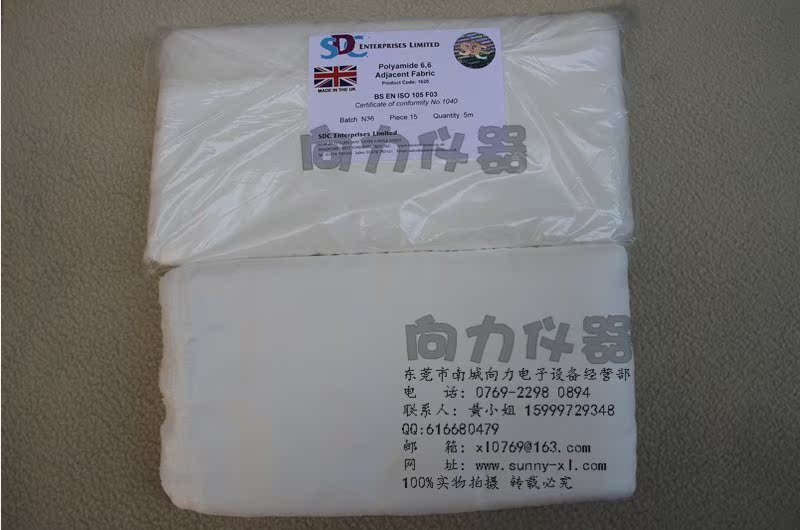 SDC ENTERPRISES LIMITED
SDC
Polyamide 6,6
Adjacent Fabric
Product Code: 1620
MADE IN THE UK
BS EN ISO 105 F03
Certificate of conformity No 1040
Batch N36 Piece 15 Quantity 5m
SDC Enterprises Limited
向力仪器
向力仪器
东莞市南城向力电子设备经营部
电 话: 0769-2298 0894
联系人: 黄小姐 15999729348
QQ:616680479
邮 箱: xl0769@163.com
网 址: www.sunny-xl.com
100%实物拍摄 转载必究